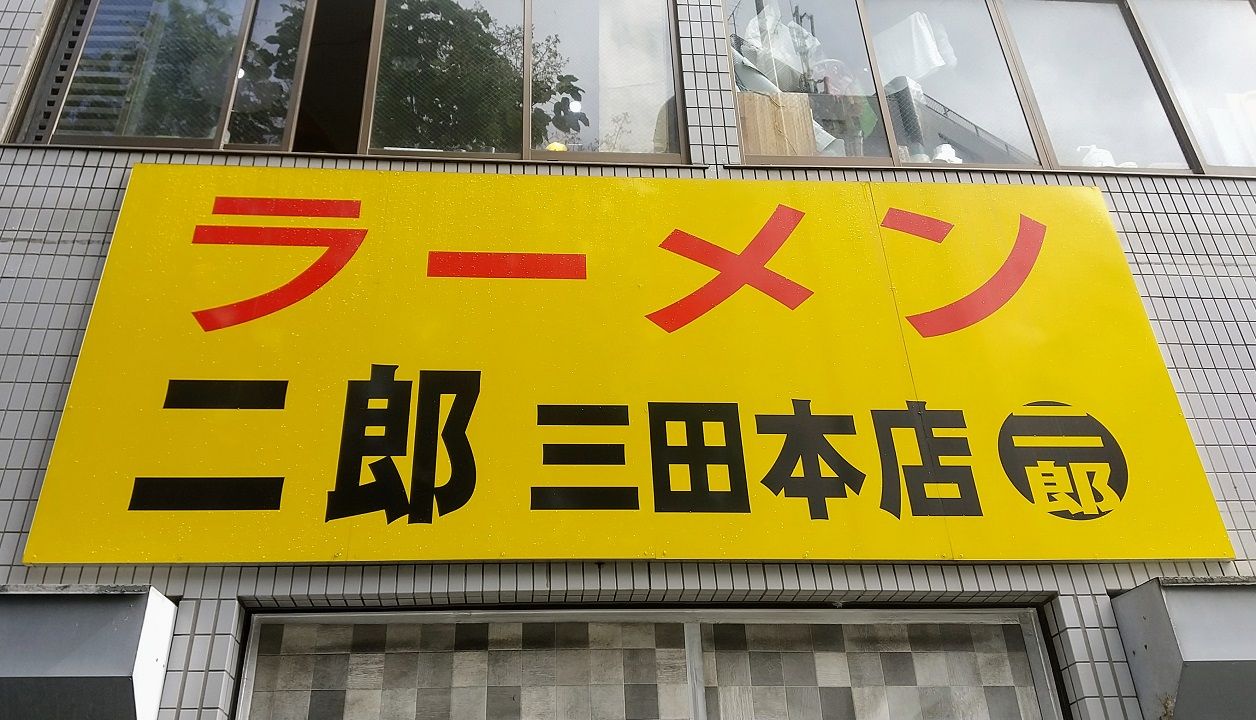 ラーメン
二郎 三田本店 二郎